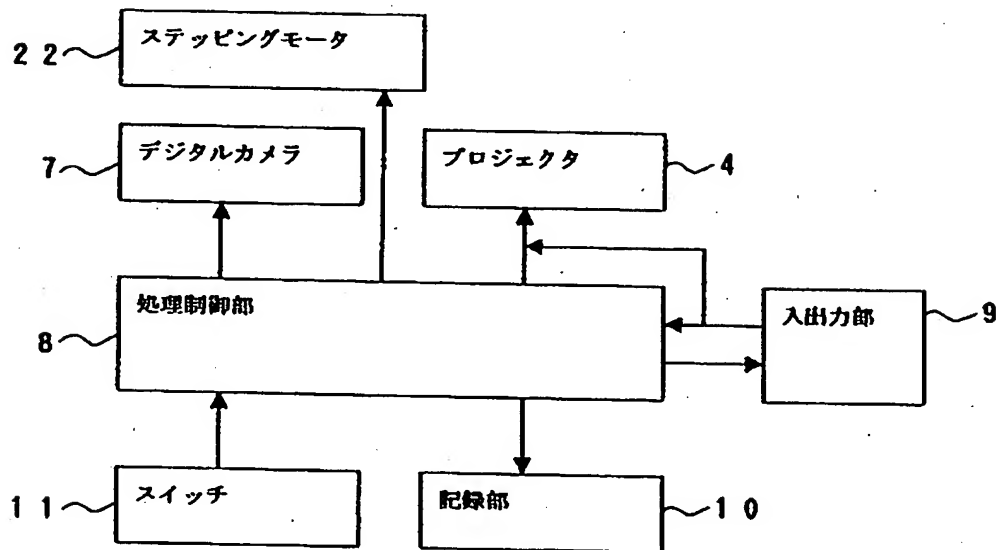 ２２
ステッピングモータ
７
デジタルカメラ
プロジェクタ
４
処理制御部
８
入出力部
９
１１
スイッチ
記録部
１０